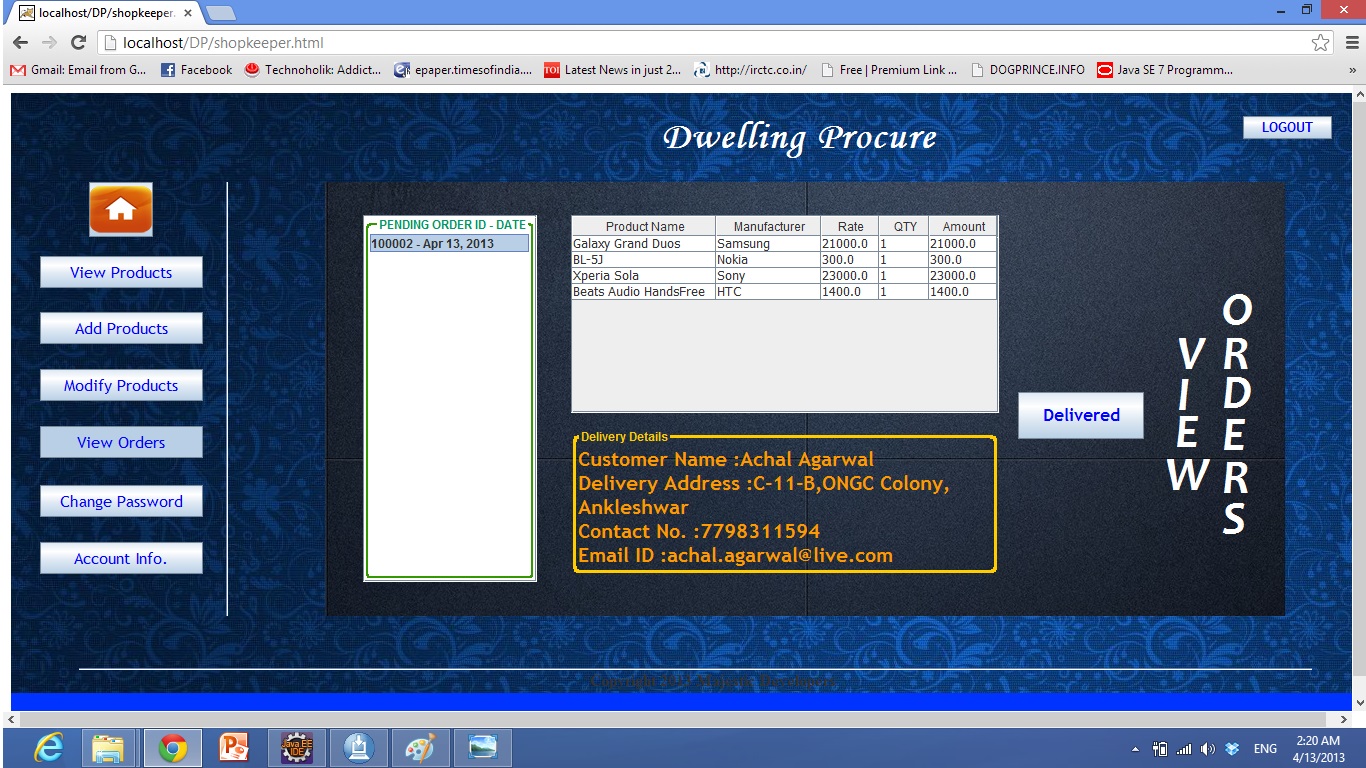 localhost/DP/shopkeeper.
localhost/DP/shopkeeper.html
Gmail: Email from G...
Facebook
Technoholik: Addict...
epaper.timesofindia....
TOI
Latest News in just 2...
http://irctc.co.in/
Free | Premium Link ...
DOGPRINCE.INFO
Java SE 7 Programm...
»
Dwelling Procure
LOGOUT
View Products
Add Products
Modify Products
View Orders
Change Password
Account Info.
PENDING ORDER ID - DATE
100002 - Apr 13, 2013
Product Name Manufacturer Rate QTY Amount
Galaxy Grand Duos Samsung 21000.0 1 21000.0
BL-5J Nokia 300.0 1 300.0
Xperia Sola Sony 23000.0 1 23000.0
Beats Audio HandsFree HTC 1400.0 1 1400.0
Delivery Details
Customer Name :Achal Agarwal
Delivery Address :C-11-B,ONGC Colony,
Ankleshwar
Contact No. :7798311594
Email ID :achal.agarwal@live.com
Delivered
VIEW
ORDERS
Java EE
IDE
ENG
2:20 AM
4/13/2013